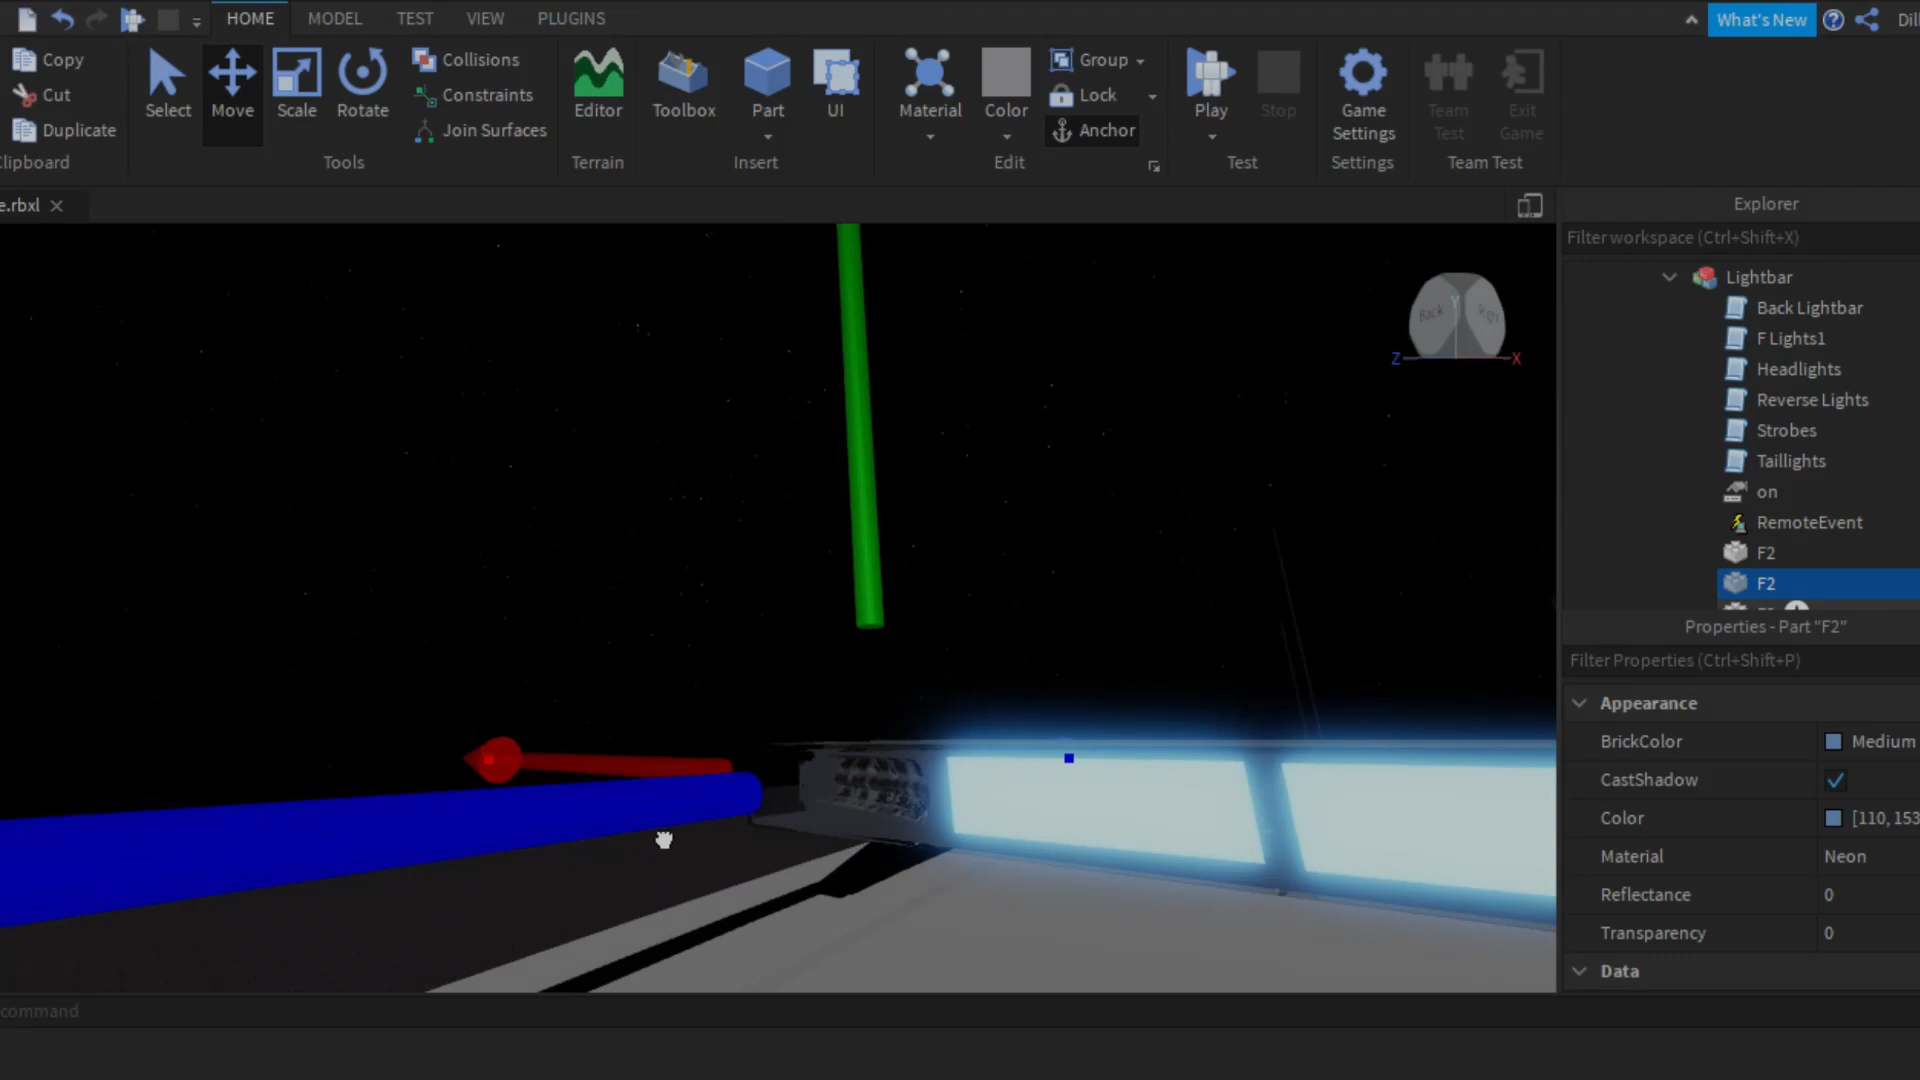 HOME MODEL TEST VIEW PLUGINS What's New ? Dil
Copy
Cut
Duplicate
Clipboard
Select Move Scale Rotate
Collisions
Constraints
Join Surfaces
Tools
Editor
Terrain
Toolbox Part UI
Insert
Material Color
Group
Lock
Anchor
Edit
Play Stop
Test
Game
Settings
Settings
Team
Test
Exit
Game
Team Test
e.rbxl
Explorer
Filter workspace (Ctrl+Shift+X)
Lightbar
Back Lightbar
F Lights1
Headlights
Reverse Lights
Strobes
Taillights
on
RemoteEvent
F2
F2
Back Y Righ
Z X
Properties - Part "F2"
Filter Properties (Ctrl+Shift+P)
Appearance
BrickColor Medium
CastShadow
Color [110, 153
Material Neon
Reflectance 0
Transparency 0
Data
command